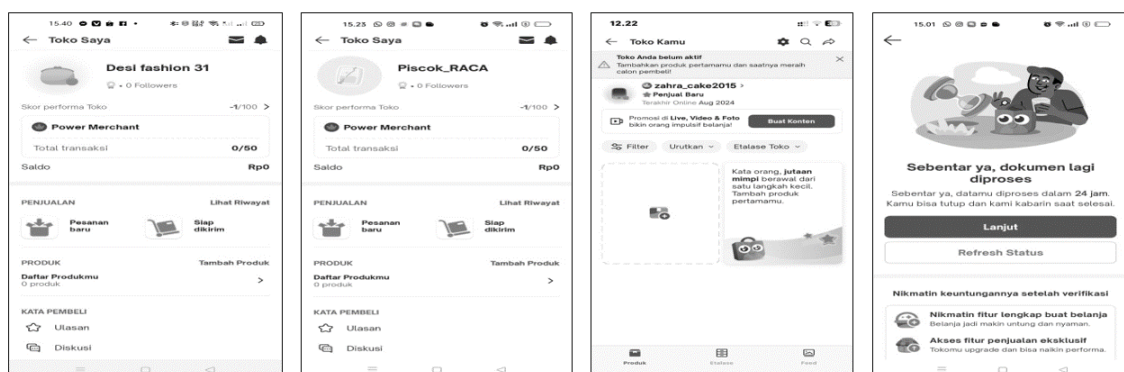 15.40
Toko Saya
Desi fashion 31
0 Followers
Skor performa Toko -1/100
Power Merchant
Total transaksi 0/50
Saldo Rp0
PENJUALAN Lihat Riwayat
Pesanan baru Siap dikirim
PRODUK Tambah Produk
Daftar Produkmu
0 produk
KATA PEMBELI
Ulasan
Diskusi
15.25
Toko Saya
Piscok_RACA
0 Followers
Skor performa Toko -1/100
Power Merchant
Total transaksi 0/50
Saldo Rp0
PENJUALAN Lihat Riwayat
Pesanan baru Siap dikirim
PRODUK Tambah Produk
Daftar Produkmu
0 produk
KATA PEMBELI
Ulasan
Diskusi
12.22
Toko Kamu
Toko Anda belum aktif
Tambahkan produk pertamamu dan saatnya meraih
calon pembeli!
zahra_cake2015
Penjual Baru
Terakhir Online Aug 2024
Promosi di Live, Video & Foto
bikin orang impulsif belanja!
Buat Konten
Filter Urutkan Etalase Toko
Kata orang, jutaan
mimpi berawal dari
satu langkah kecil.
Tambah produk
pertamamu.
Produk Etalase Feed
15.01
Sebentar ya, dokumen lagi
diproses
Sebentar ya, datamu diproses dalam 24 jam.
Kamu bisa tutup dan kami kabarin saat selesai.
Lanjut
Refresh Status
Nikmatin keuntungannya setelah verifikasi
Nikmatin fitur lengkap buat belanja
Belanja jadi makin untung dan nyaman.
Akses fitur penjualan eksklusif
Tokomu upgrade dan bisa naikin performa.